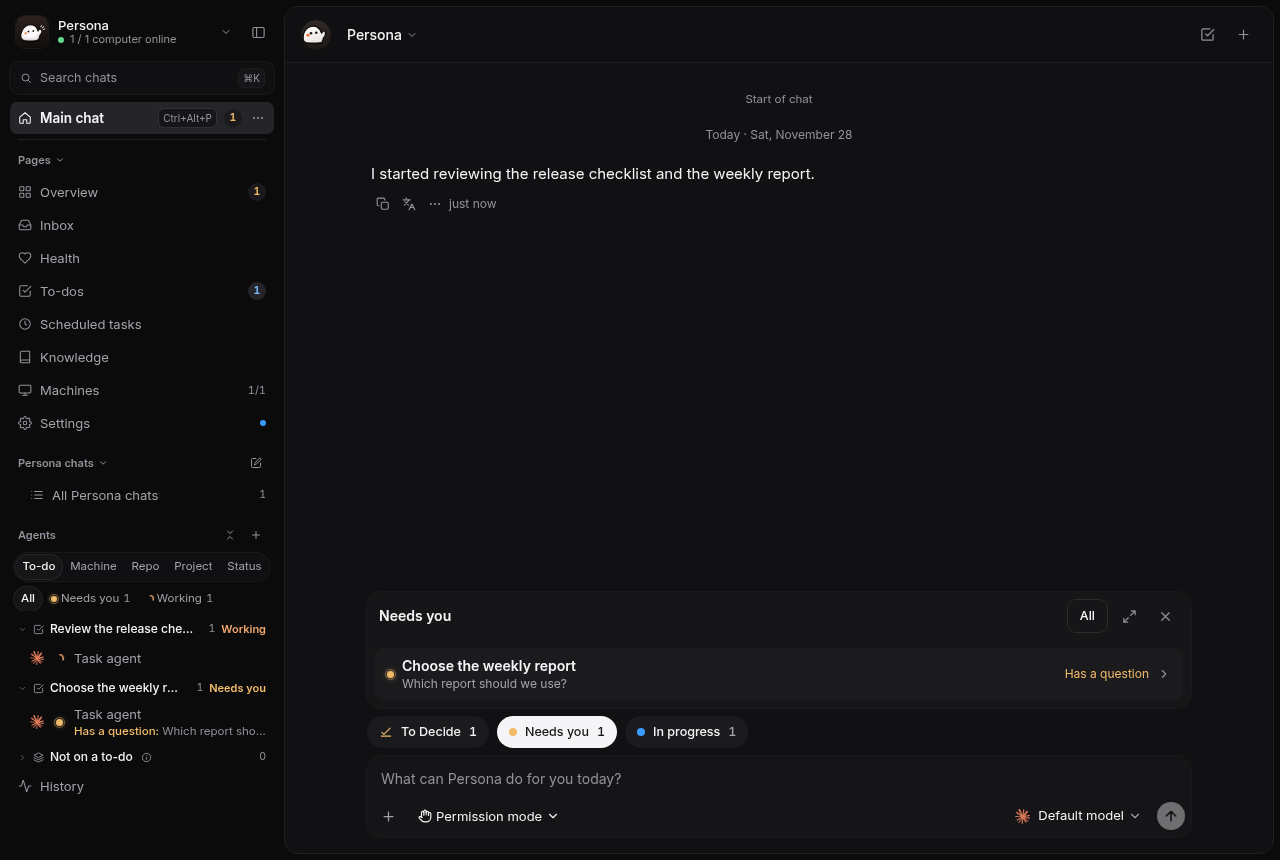 Persona
1 / 1 computer online
Search chats
⌘K
Main chat
Ctrl+Alt+P
1
Pages
Overview
1
Inbox
Health
To-dos
1
Scheduled tasks
Knowledge
Machines
1/1
Settings
Persona chats
All Persona chats
1
Agents
To-do
Machine
Repo
Project
Status
All
Needs you 1
Working 1
Review the release che...
1
Working
Task agent
Choose the weekly r...
1
Needs you
Task agent
Has a question: Which report sho...
Not on a to-do
0
History
Persona
Start of chat
Today · Sat, November 28
I started reviewing the release checklist and the weekly report.
just now
Needs you
All
Choose the weekly report
Which report should we use?
Has a question
To Decide 1
Needs you 1
In progress 1
What can Persona do for you today?
Permission mode
Default model